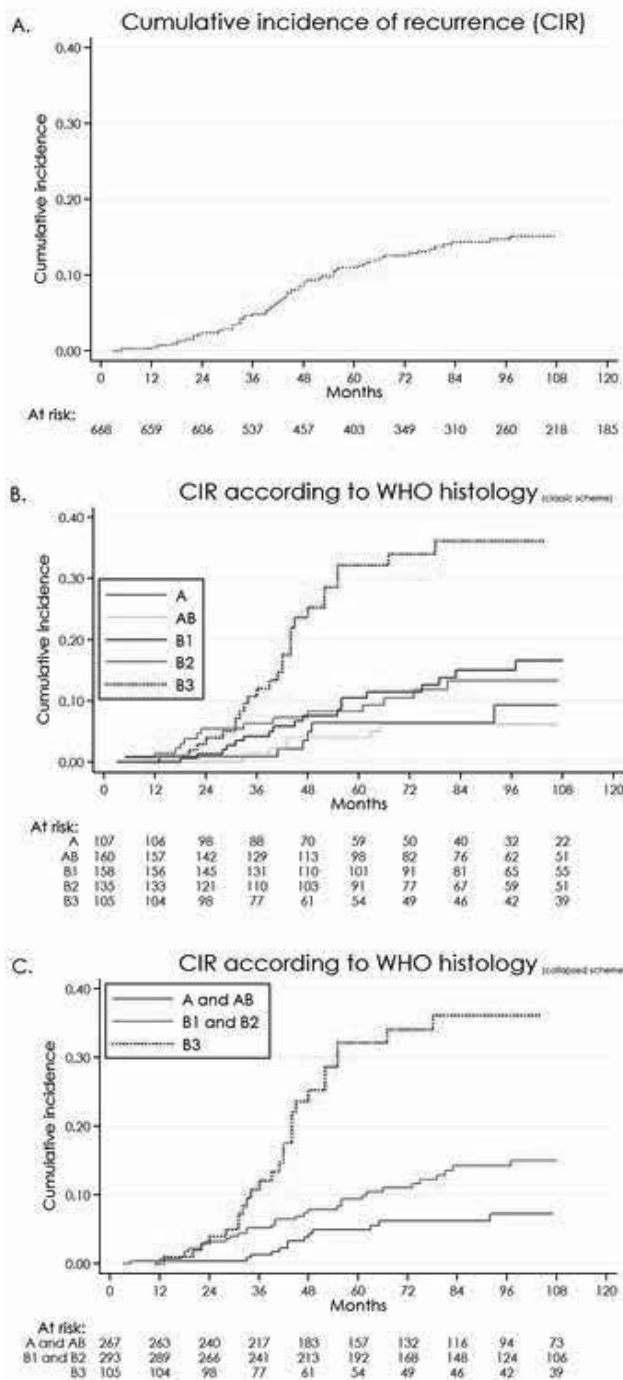 A. Cumulative incidence of recurrence (CIR)
Cumulative incidence
0.40
0.30
0.20
0.10
0.00
0 12 24 36 48 60 72 84 96 108 120
Months
At risk:
668 659 606 537 457 403 349 310 260 218 185
B. CIR according to WHO histology (classic scheme)
Cumulative incidence
0.40
0.30
0.20
0.10
0.00
A
AB
B1
B2
B3
0 12 24 36 48 60 72 84 96 108 120
Months
At risk:
A 107 106 98 88 70 59 50 40 32 22
AB 160 157 142 129 113 98 82 76 62 51
B1 158 156 145 131 110 101 91 81 65 55
B2 135 133 121 110 103 91 77 67 59 51
B3 105 104 98 77 61 54 49 46 42 39
C. CIR according to WHO histology (collapsed scheme)
Cumulative incidence
0.40
0.30
0.20
0.10
0.00
A and AB
B1 and B2
B3
0 12 24 36 48 60 72 84 96 108 120
Months
At risk:
A and AB 267 263 240 217 183 157 132 116 94 73
B1 and B2 293 289 266 241 213 192 168 148 124 106
B3 105 104 98 77 61 54 49 46 42 39